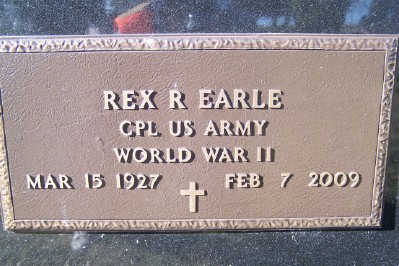 REX R EARLE
CPL US ARMY
WORLD WAR II
MAR 15 1927 FEB 7 2009